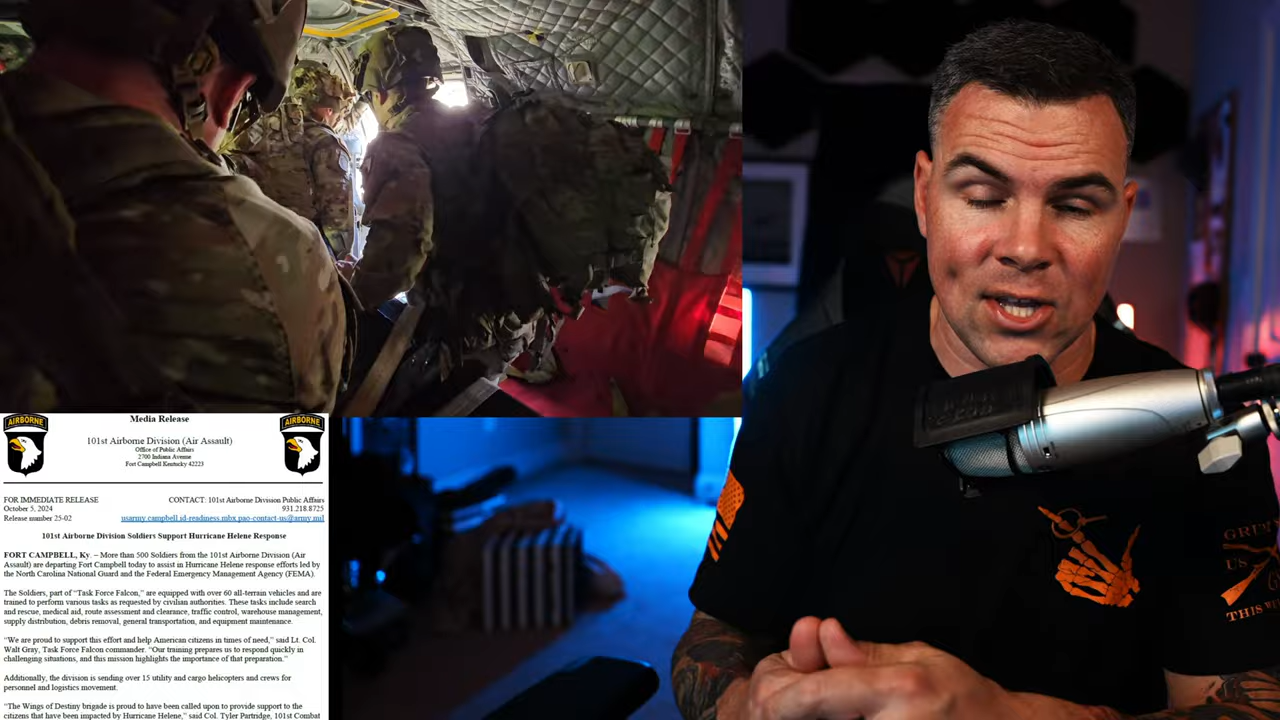 AIRBORNE
Media Release
AIRBORNE
101st Airborne Division (Air Assault)
Office of Public Affairs
2700 Indiana Avenue
Fort Campbell Kentucky 42223
FOR IMMEDIATE RELEASE
CONTACT: 101st Airborne Division Public Affairs
October 5, 2024
931.218.8725
Release number 25-02
usarmy.campbell.id-readiness.mbx.pao-contact-us@army.mil
101st Airborne Division Soldiers Support Hurricane Helene Response
FORT CAMPBELL, Ky. – More than 500 Soldiers from the 101st Airborne Division (Air
Assault) are departing Fort Campbell today to assist in Hurricane Helene response efforts led by
the North Carolina National Guard and the Federal Emergency Management Agency (FEMA).
The Soldiers, part of “Task Force Falcon,” are equipped with over 60 all-terrain vehicles and are
trained to perform various tasks as requested by civilian authorities. These tasks include search
and rescue, medical aid, route assessment and clearance, traffic control, warehouse management,
supply distribution, debris removal, general transportation, and equipment maintenance.
“We are proud to support this effort and help American citizens in times of need,” said Lt. Col.
Walt Gray, Task Force Falcon commander. “Our training prepares us to respond quickly in
challenging situations, and this mission highlights the importance of that preparation.”
Additionally, the division is sending over 15 utility and cargo helicopters and crews for
personnel and logistics movement.
“The Wings of Destiny brigade is proud to have been called upon to provide support to the
citizens that have been impacted by Hurricane Helene,” said Col. Tyler Partridge, 101st Combat
GRIM
US
THIS W